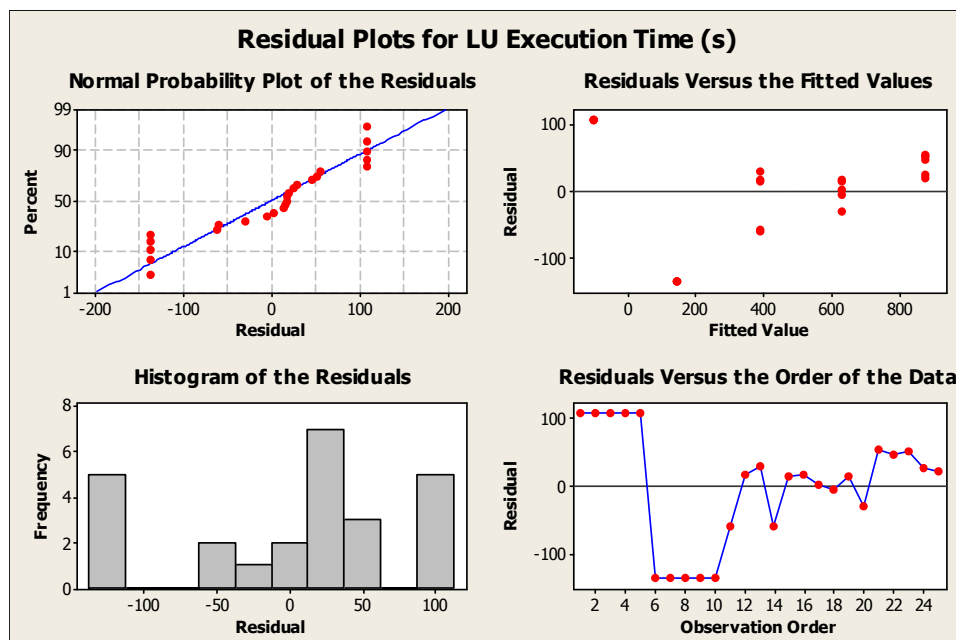 Residual Plots for LU Execution Time (s)
Normal Probability Plot of the Residuals
99
90
50
10
1
Percent
-200 -100 0 100 200
Residual
Residuals Versus the Fitted Values
100
0
-100
Residual
0 200 400 600 800
Fitted Value
Histogram of the Residuals
8
6
4
2
0
Frequency
-100 -50 0 50 100
Residual
Residuals Versus the Order of the Data
100
0
-100
Residual
2 4 6 8 10 12 14 16 18 20 22 24
Observation Order